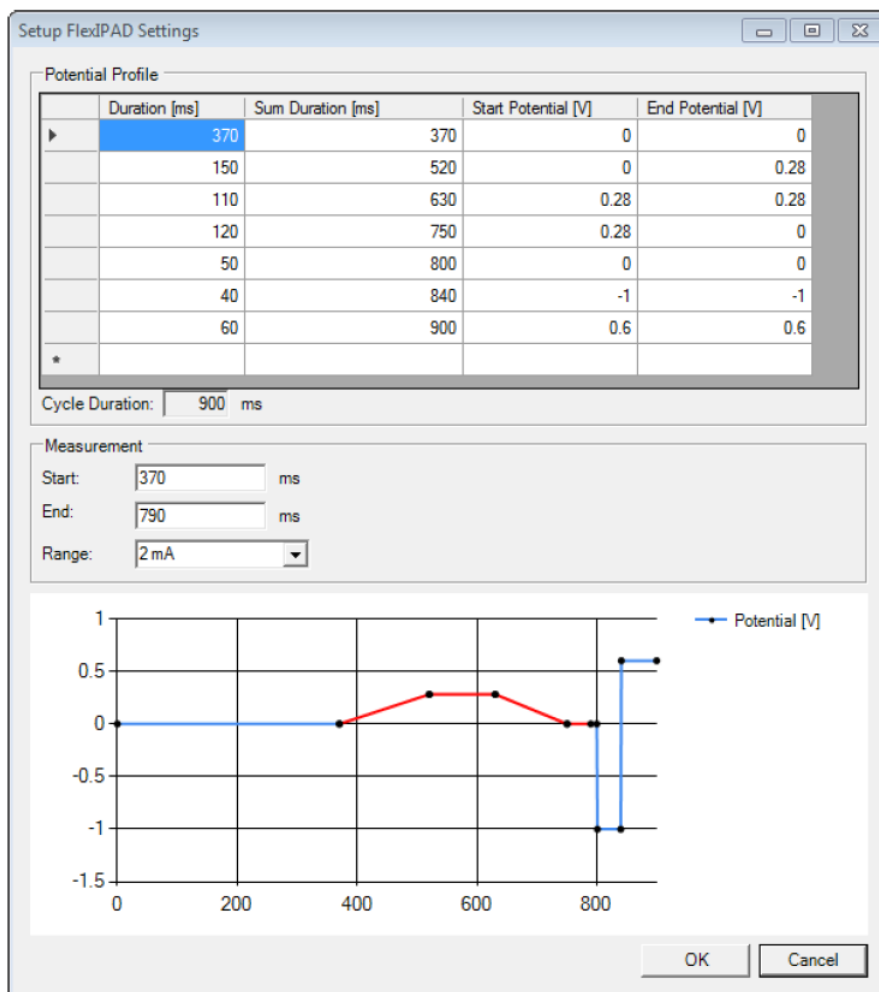 Setup FlexIPAD Settings
Potential Profile
Duration [ms] Sum Duration [ms] Start Potential [V] End Potential [V]
370 370 0 0
150 520 0 0.28
110 630 0.28 0.28
120 750 0.28 0
50 800 0 0
40 840 -1 -1
60 900 0.6 0.6
*
Cycle Duration: 900 ms
Measurement
Start: 370 ms
End: 790 ms
Range: 2 mA
1
Potential [V]
0.5
0
-0.5
-1
-1.5
0 200 400 600 800
OK Cancel